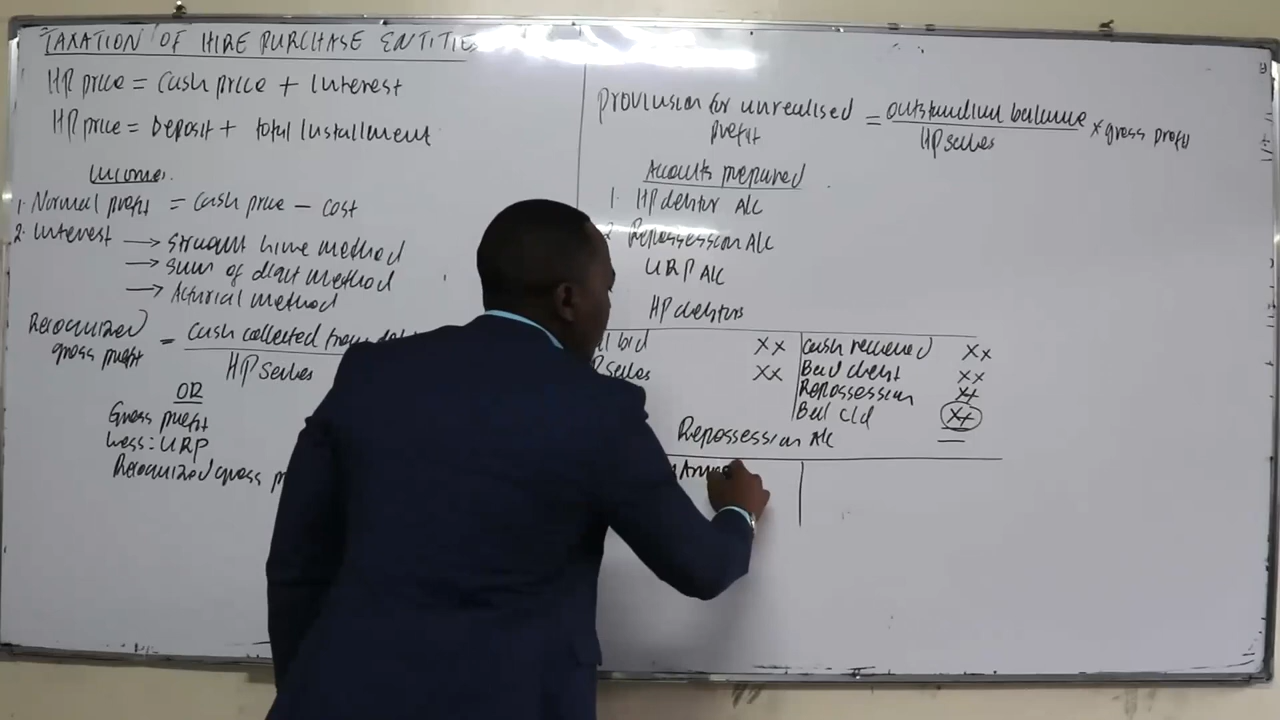 TAXATION OF HIRE PURCHASE ENTITIE
HP price = Cash price + Interest
HP price = Deposit + total Installment
Income.
1. Normal profit = Cash price - cost
2. Interest → Straight line method
→ Sum of digit method
→ Acturial method
Recognized gross profit = Cash collected from
HP Sales
OR
Gross profit
Less: URP
Recognized gross p
Provision for unrealised profit = outstanding balance × gross profit
HP sales
Accounts prepared
1. HP debtor A/c
2 Repossession A/c
URP A/c
HP debtors
bld XX Cash received XX
Sales XX Bad debt XX
Repossession XX
Bal c/d XX
Repossession A/c